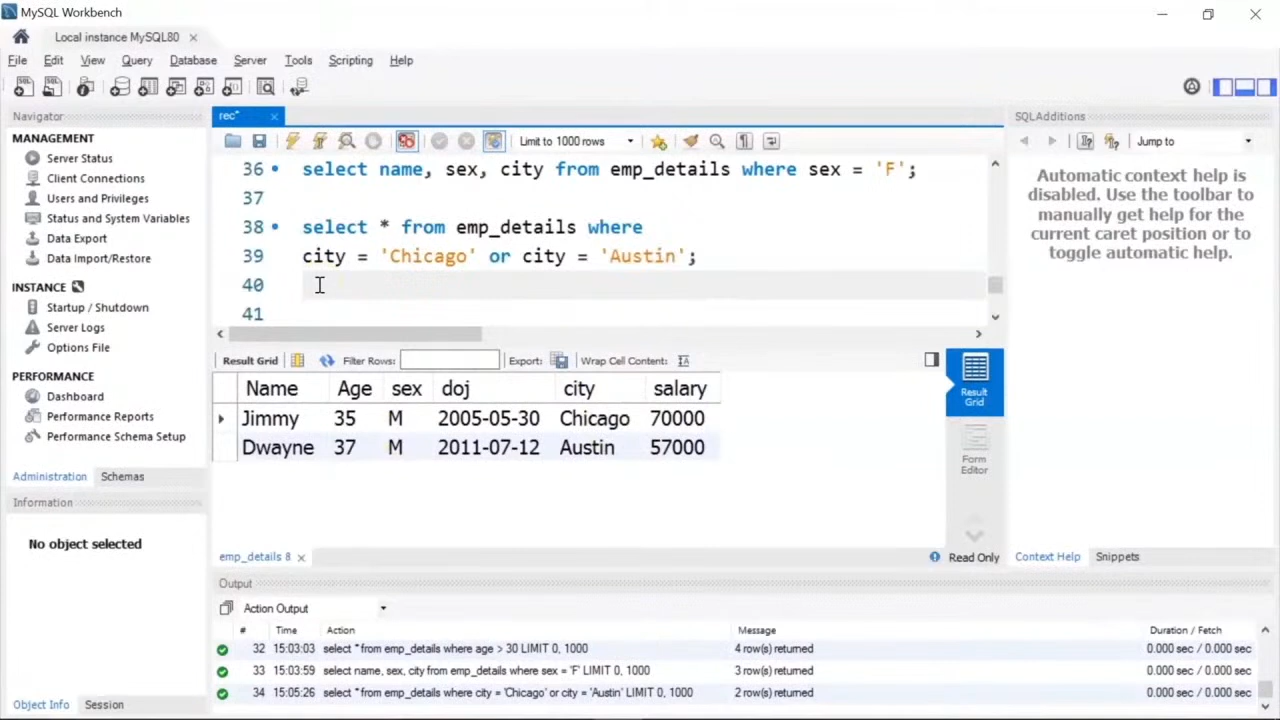 MySQL Workbench
Local instance MySQL80
File Edit View Query Database Server Tools Scripting Help
Navigator
MANAGEMENT
Server Status
Client Connections
Users and Privileges
Status and System Variables
Data Export
Data Import/Restore
INSTANCE
Startup / Shutdown
Server Logs
Options File
PERFORMANCE
Dashboard
Performance Reports
Performance Schema Setup
Administration Schemas
Information
No object selected
Object Info Session
rec*
Limit to 1000 rows
36 select name, sex, city from emp_details where sex = 'F';
37
38 select * from emp_details where
39 city = 'Chicago' or city = 'Austin';
40
41
Result Grid Filter Rows: Export: Wrap Cell Content:
Name Age sex doj city salary
Jimmy 35 M 2005-05-30 Chicago 70000
Dwayne 37 M 2011-07-12 Austin 57000
Result Grid
Form Editor
emp_details 8
Read Only
SQLAdditions
Jump to
Automatic context help is
disabled. Use the toolbar to
manually get help for the
current caret position or to
toggle automatic help.
Context Help Snippets
Output
Action Output
# Time Action Message Duration / Fetch
32 15:03:03 select * from emp_details where age > 30 LIMIT 0, 1000 4 row(s) returned 0.000 sec / 0.000 sec
33 15:03:59 select name, sex, city from emp_details where sex = 'F' LIMIT 0, 1000 3 row(s) returned 0.000 sec / 0.000 sec
34 15:05:26 select * from emp_details where city = 'Chicago' or city = 'Austin' LIMIT 0, 1000 2 row(s) returned 0.000 sec / 0.000 sec